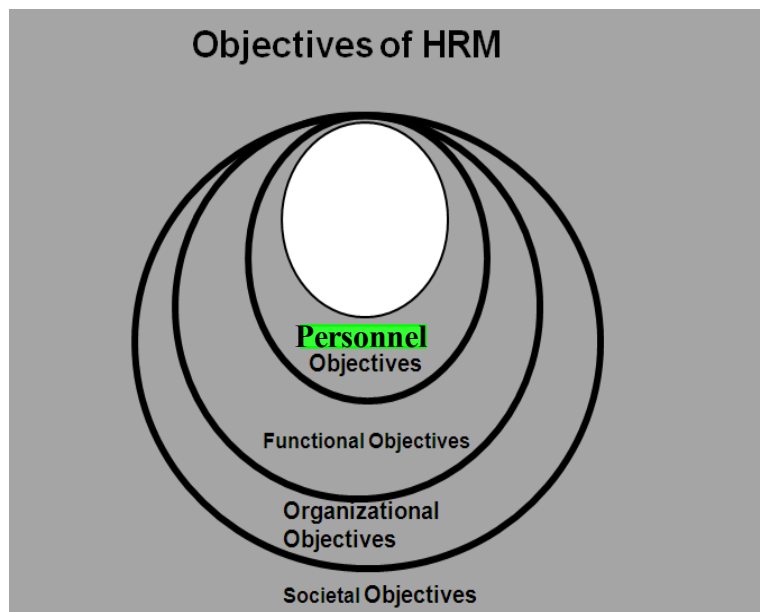 Objectives of HRM
Personnel
Objectives
Functional Objectives
Organizational
Objectives
Societal Objectives